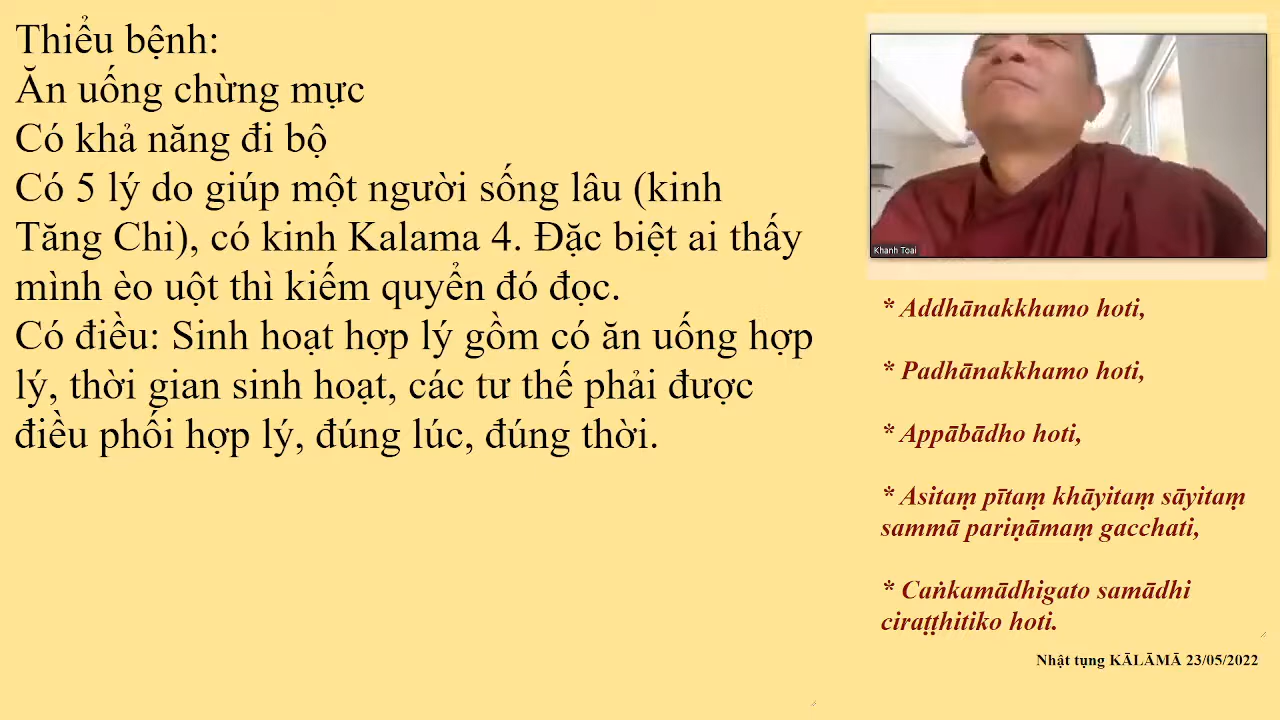 Thiểu bệnh:
Ăn uống chừng mực
Có khả năng đi bộ
Có 5 lý do giúp một người sống lâu (kinh
Tăng Chi), có kinh Kalama 4. Đặc biệt ai thấy
mình èo uột thì kiếm quyển đó đọc.
Có điều: Sinh hoạt hợp lý gồm có ăn uống hợp
lý, thời gian sinh hoạt, các tư thế phải được
điều phối hợp lý, đúng lúc, đúng thời.
Khanh Toai
* Addhānakkhamo hoti,
* Padhānakkhamo hoti,
* Appābādho hoti,
* Asitaṃ pītaṃ khāyitaṃ sāyitaṃ
sammā pariṇāmaṃ gacchati,
* Caṅkamādhigato samādhi
ciraṭṭhitiko hoti.
Nhật tụng KĀLĀMĀ 23/05/2022